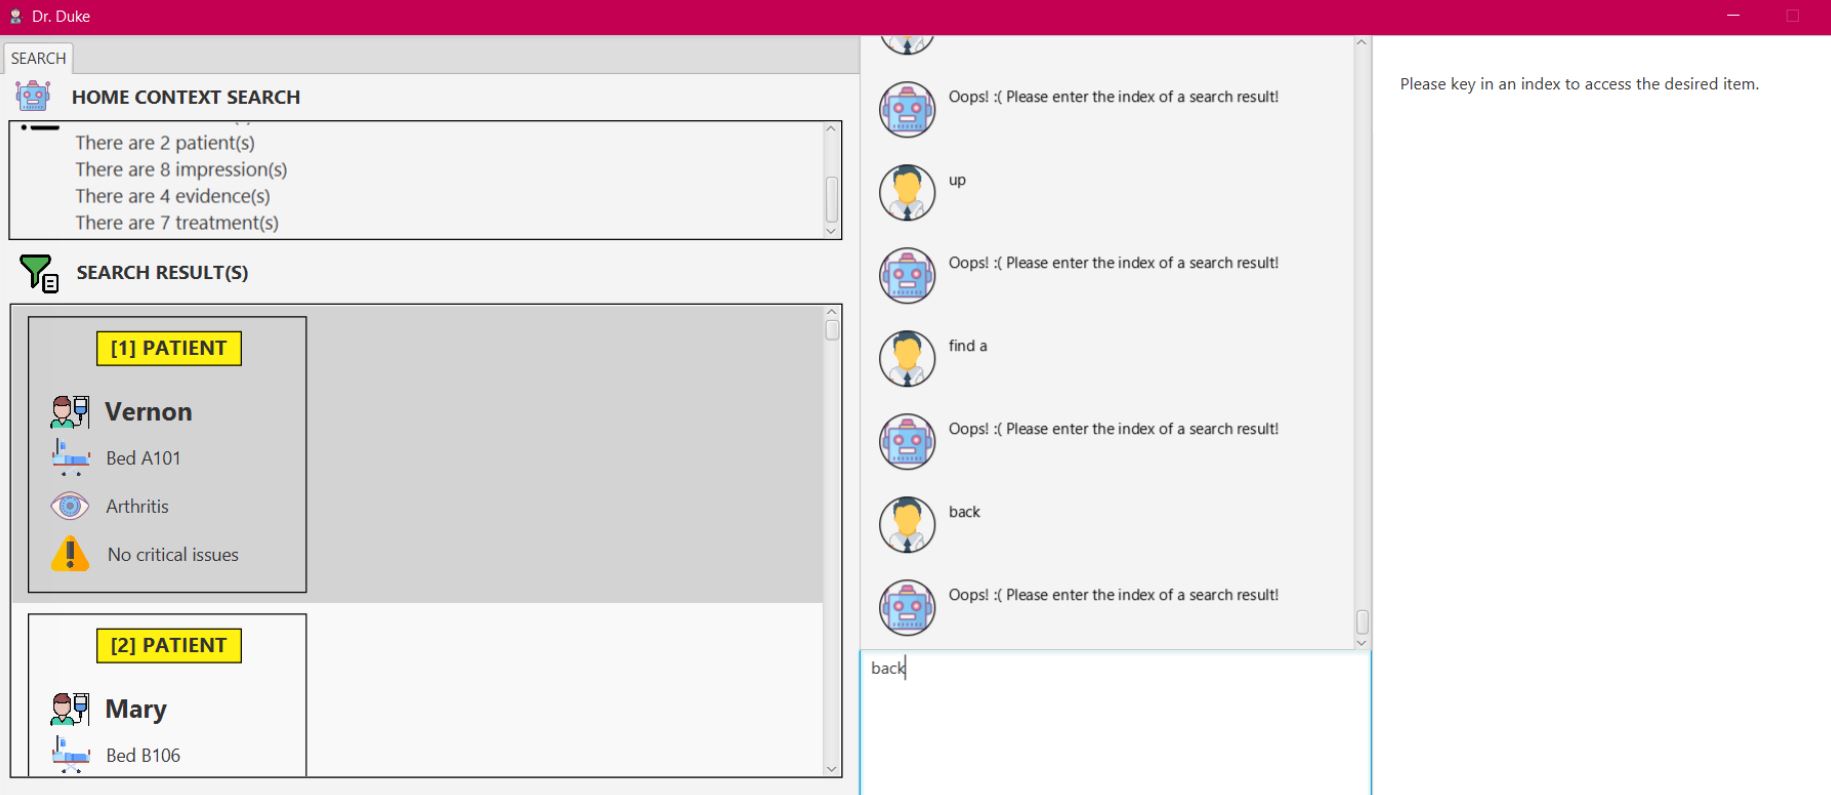 Dr. Duke
SEARCH
HOME CONTEXT SEARCH
There are 2 patient(s)
There are 8 impression(s)
There are 4 evidence(s)
There are 7 treatment(s)
SEARCH RESULT(S)
[1] PATIENT
Vernon
Bed A101
Arthritis
No critical issues
[2] PATIENT
Mary
Bed B106
Oops! :( Please enter the index of a search result!
up
Oops! :( Please enter the index of a search result!
find a
Oops! :( Please enter the index of a search result!
back
Oops! :( Please enter the index of a search result!
back
Please key in an index to access the desired item.